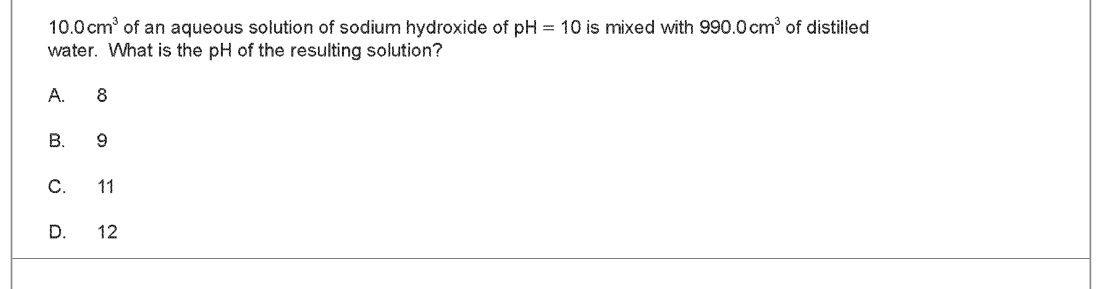 10.0 cm³ of an aqueous solution of sodium hydroxide of pH = 10 is mixed with 990.0 cm³ of distilled
water. What is the pH of the resulting solution?
A. 8
B. 9
C. 11
D. 12